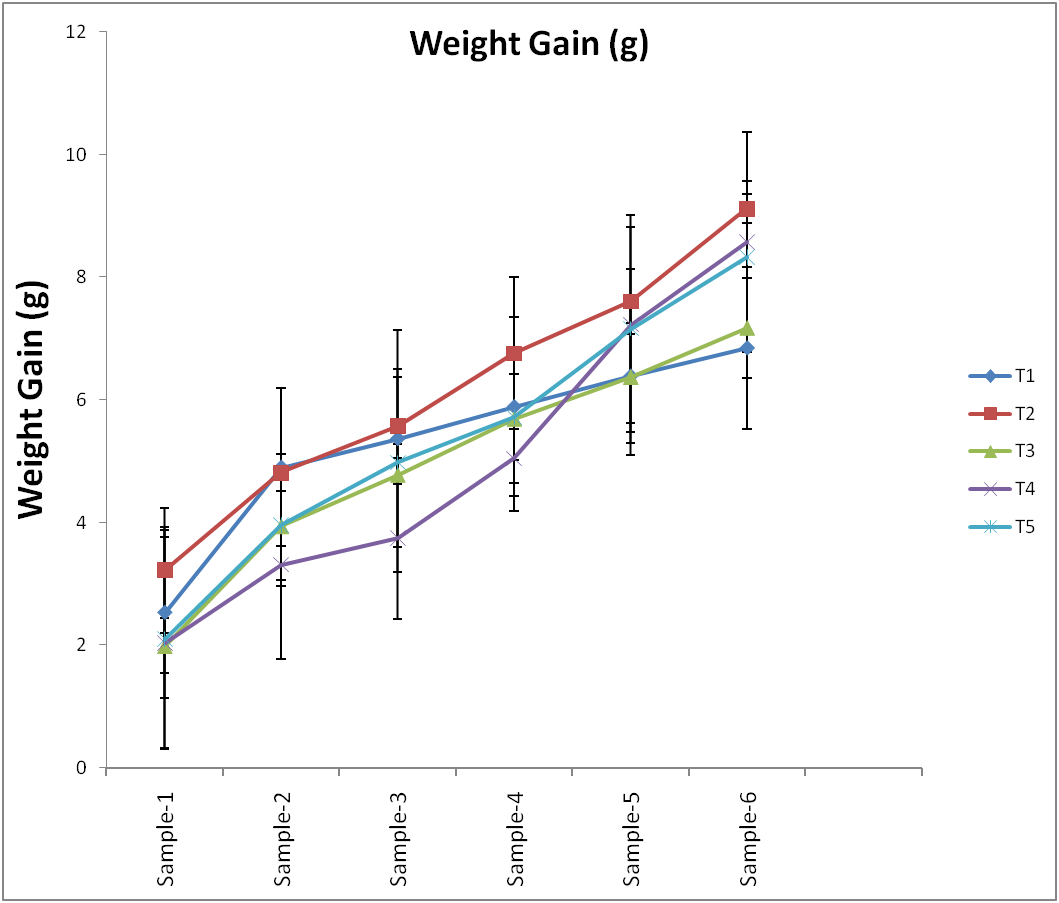 Weight Gain (g)
Weight Gain (g)
12
10
8
6
4
2
0
Sample-1
Sample-2
Sample-3
Sample-4
Sample-5
Sample-6
T1
T2
T3
T4
T5